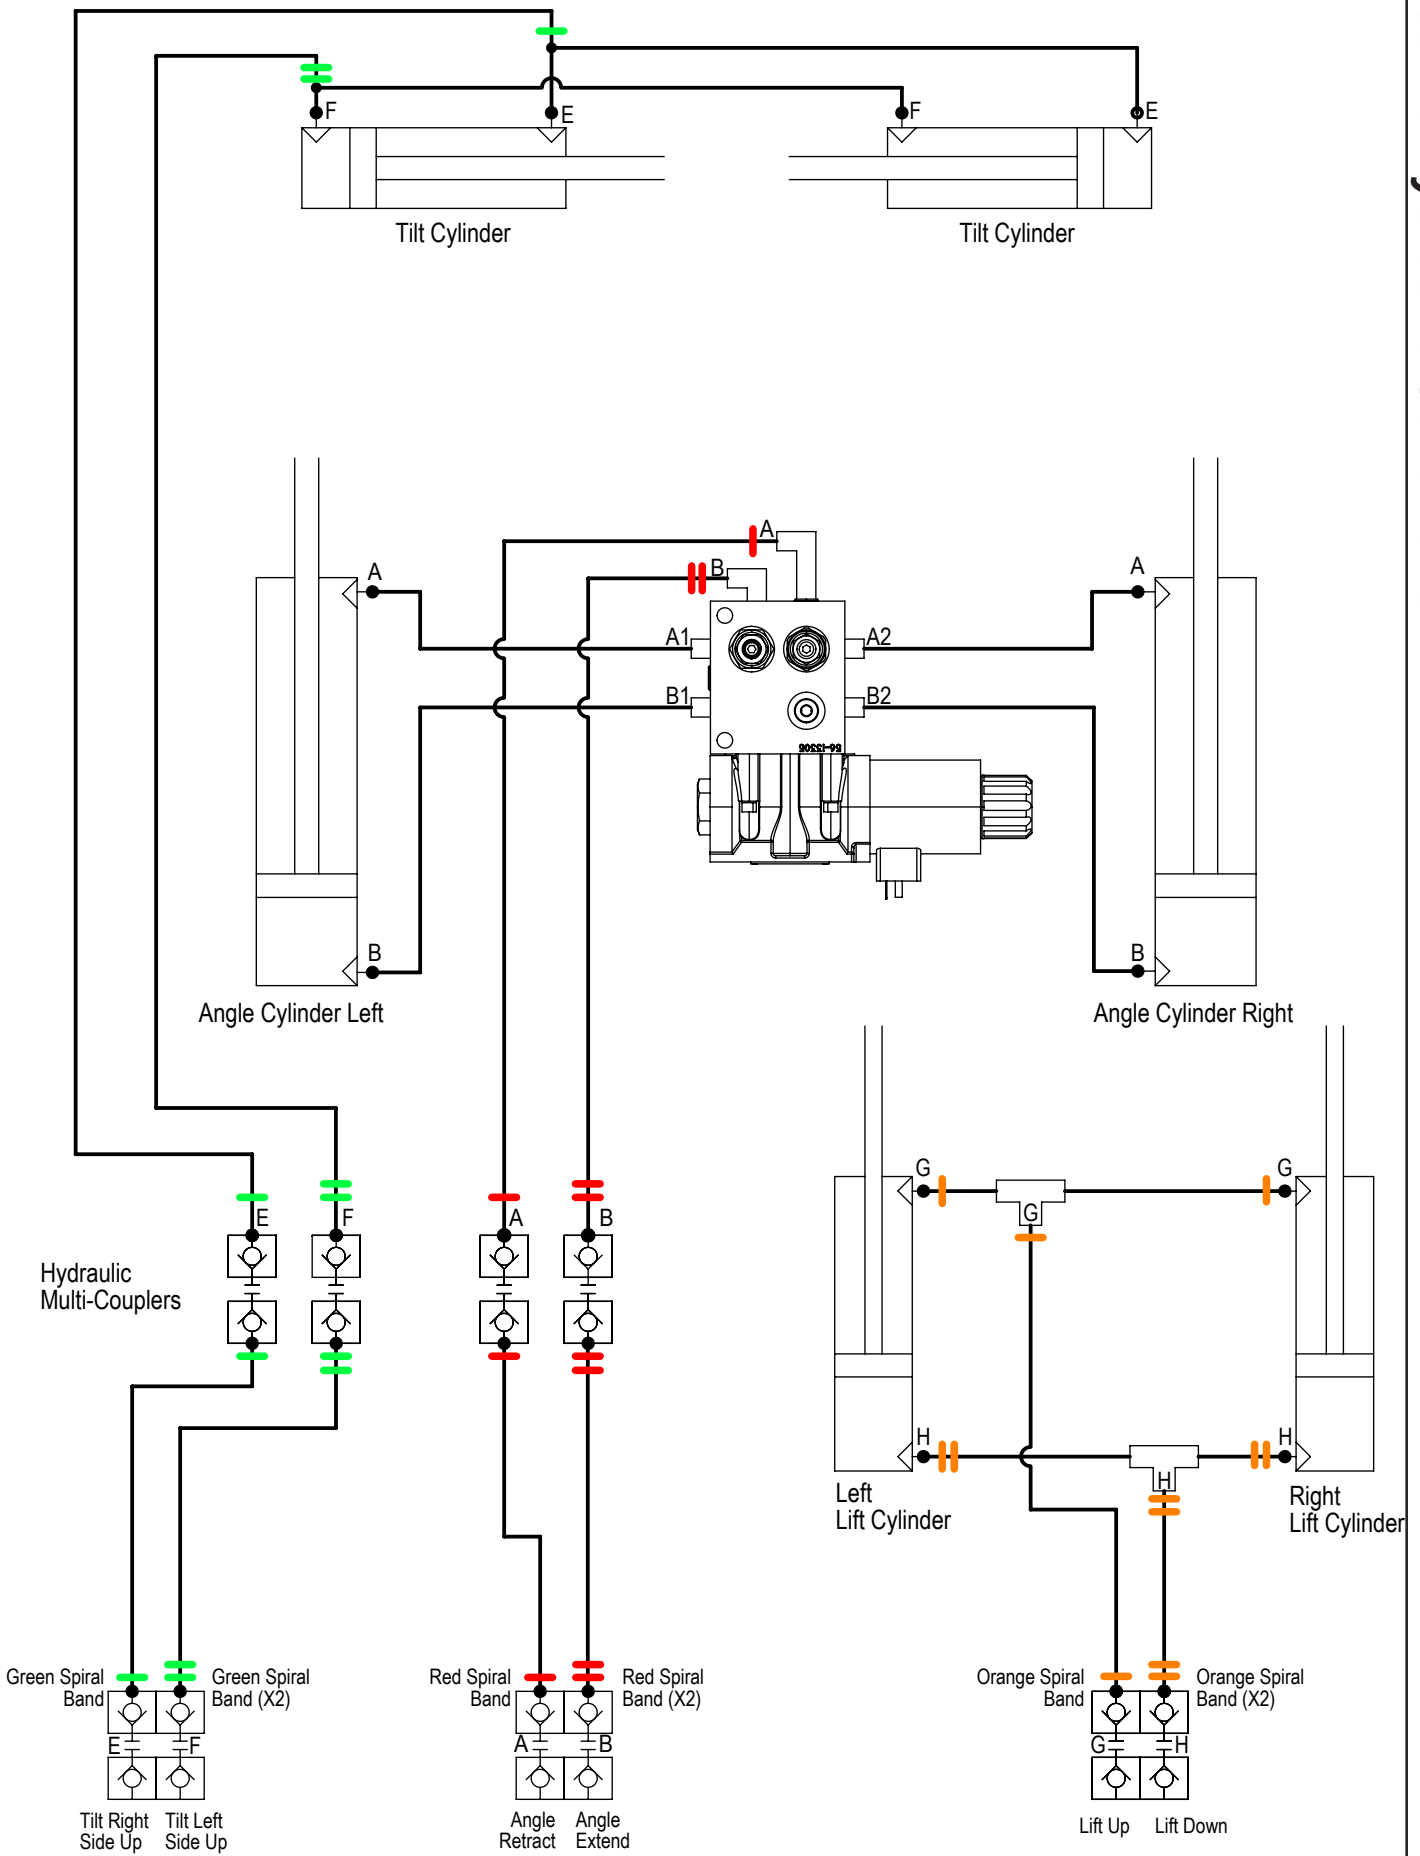 F
E
F
E
Tilt Cylinder
Tilt Cylinder
A
B
A
A
A1
A2
B1
B2
56-13305
B
B
Angle Cylinder Left
Angle Cylinder Right
G
G
G
E
F
A
B
Hydraulic
Multi-Couplers
H
H
H
Left
Lift Cylinder
Right
Lift Cylinder
Green Spiral
Band
Green Spiral
Band (X2)
Red Spiral
Band
Red Spiral
Band (X2)
Orange Spiral
Band
Orange Spiral
Band (X2)
E
F
A
B
G
H
Tilt Right
Side Up
Tilt Left
Side Up
Angle
Retract
Angle
Extend
Lift Up
Lift Down